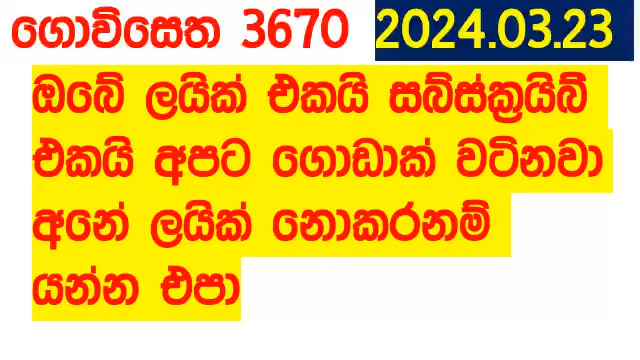 ගොවිසෙත 3670 2024.03.23
ඔබේ ලයික් එකයි සබ්ස්ක්‍රයිබ්
එකයි අපට ගොඩාක් වටිනවා
අනේ ලයික් නොකරනම්
යන්න එපා